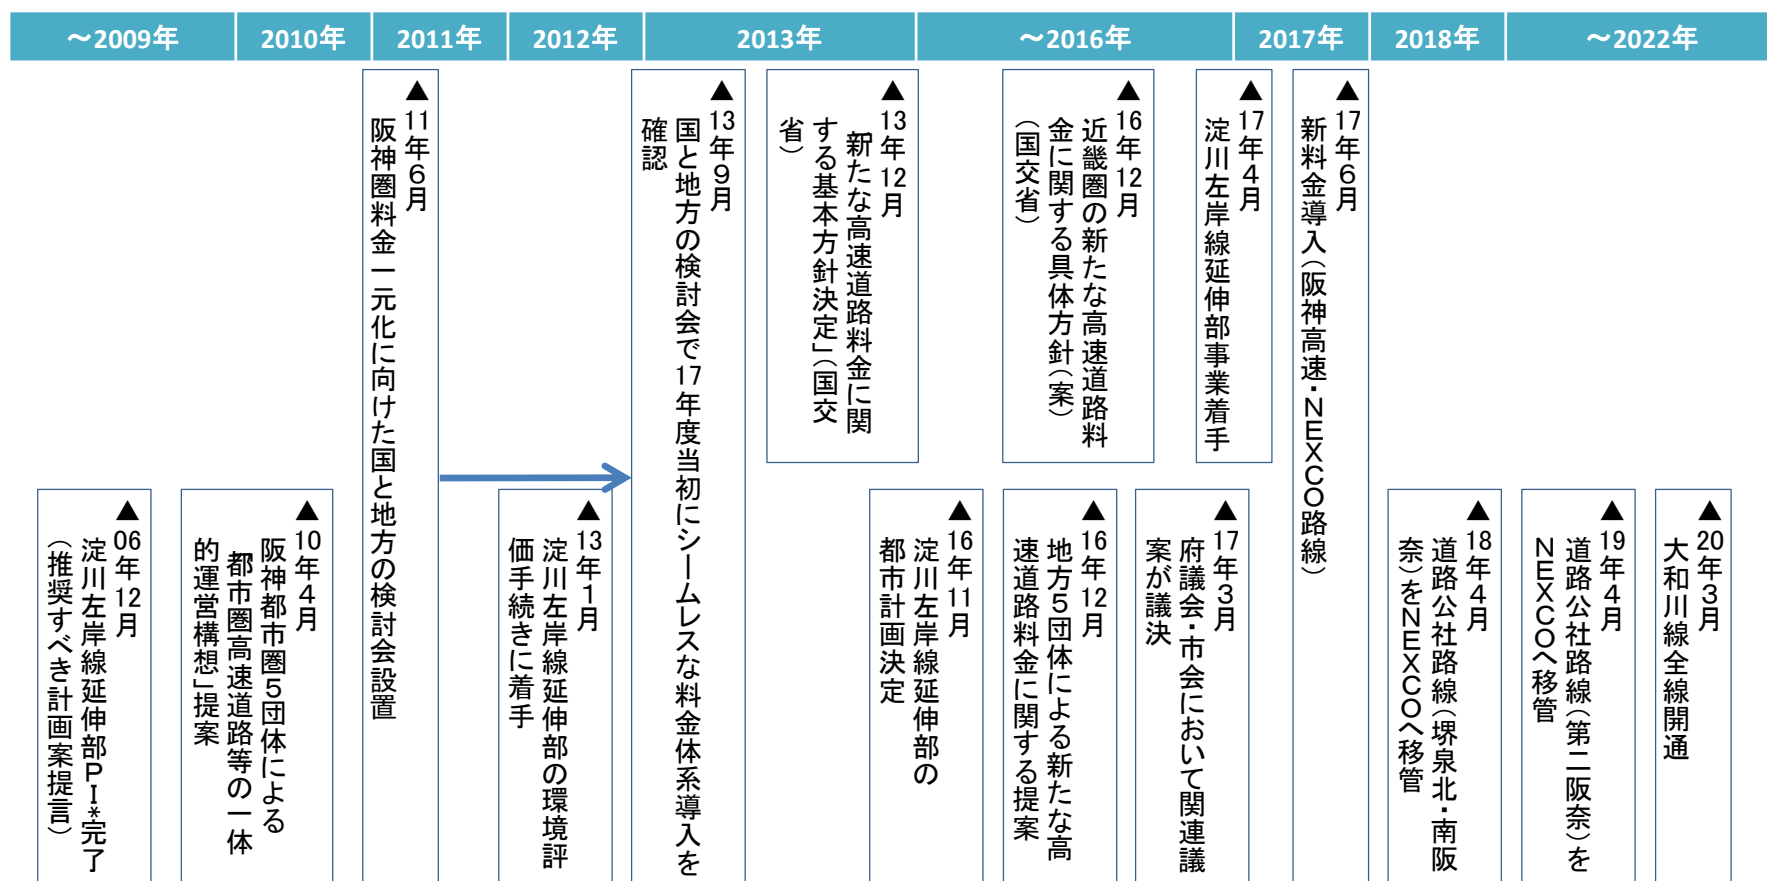 ～2009年
2010年
2011年
2012年
2013年
～2016年
2017年
2018年
～2022年
▲
11年６月
阪神圏料金一元化に向けた国と地方の検討会設置
▲
13年９月
国と地方の検討会で17年度当初にシームレスな料金体系導入を
確認
▲
13年12月
「新たな高速道路料金に関
する基本方針決定」（国交
省）
▲
16年12月
近畿圏の新たな高速道路料
金に関する具体方針（案）
（国交省）
▲
17年４月
淀川左岸線延伸部事業着手
▲
17年６月
新料金導入（阪神高速・ＮＥＸＣＯ路線）
▲
06年12月
淀川左岸線延伸部ＰＩ※完了
（推奨すべき計画案提言）
▲
10年４月
阪神都市圏５団体による
「都市圏高速道路等の一体
的運営構想」提案
▲
13年１月
淀川左岸線延伸部の環境評
価手続きに着手
▲
16年11月
淀川左岸線延伸部の
都市計画決定
▲
16年12月
地方５団体による新たな高
速道路料金に関する提案
▲
17年３月
府議会・市会において関連議
案が議決
▲
18年４月
道路公社路線（堺泉北・南阪
奈）をＮＥＸＣＯへ移管
▲
19年４月
道路公社路線（第二阪奈）を
ＮＥＸＣＯへ移管
▲
20年３月
大和川線全線開通